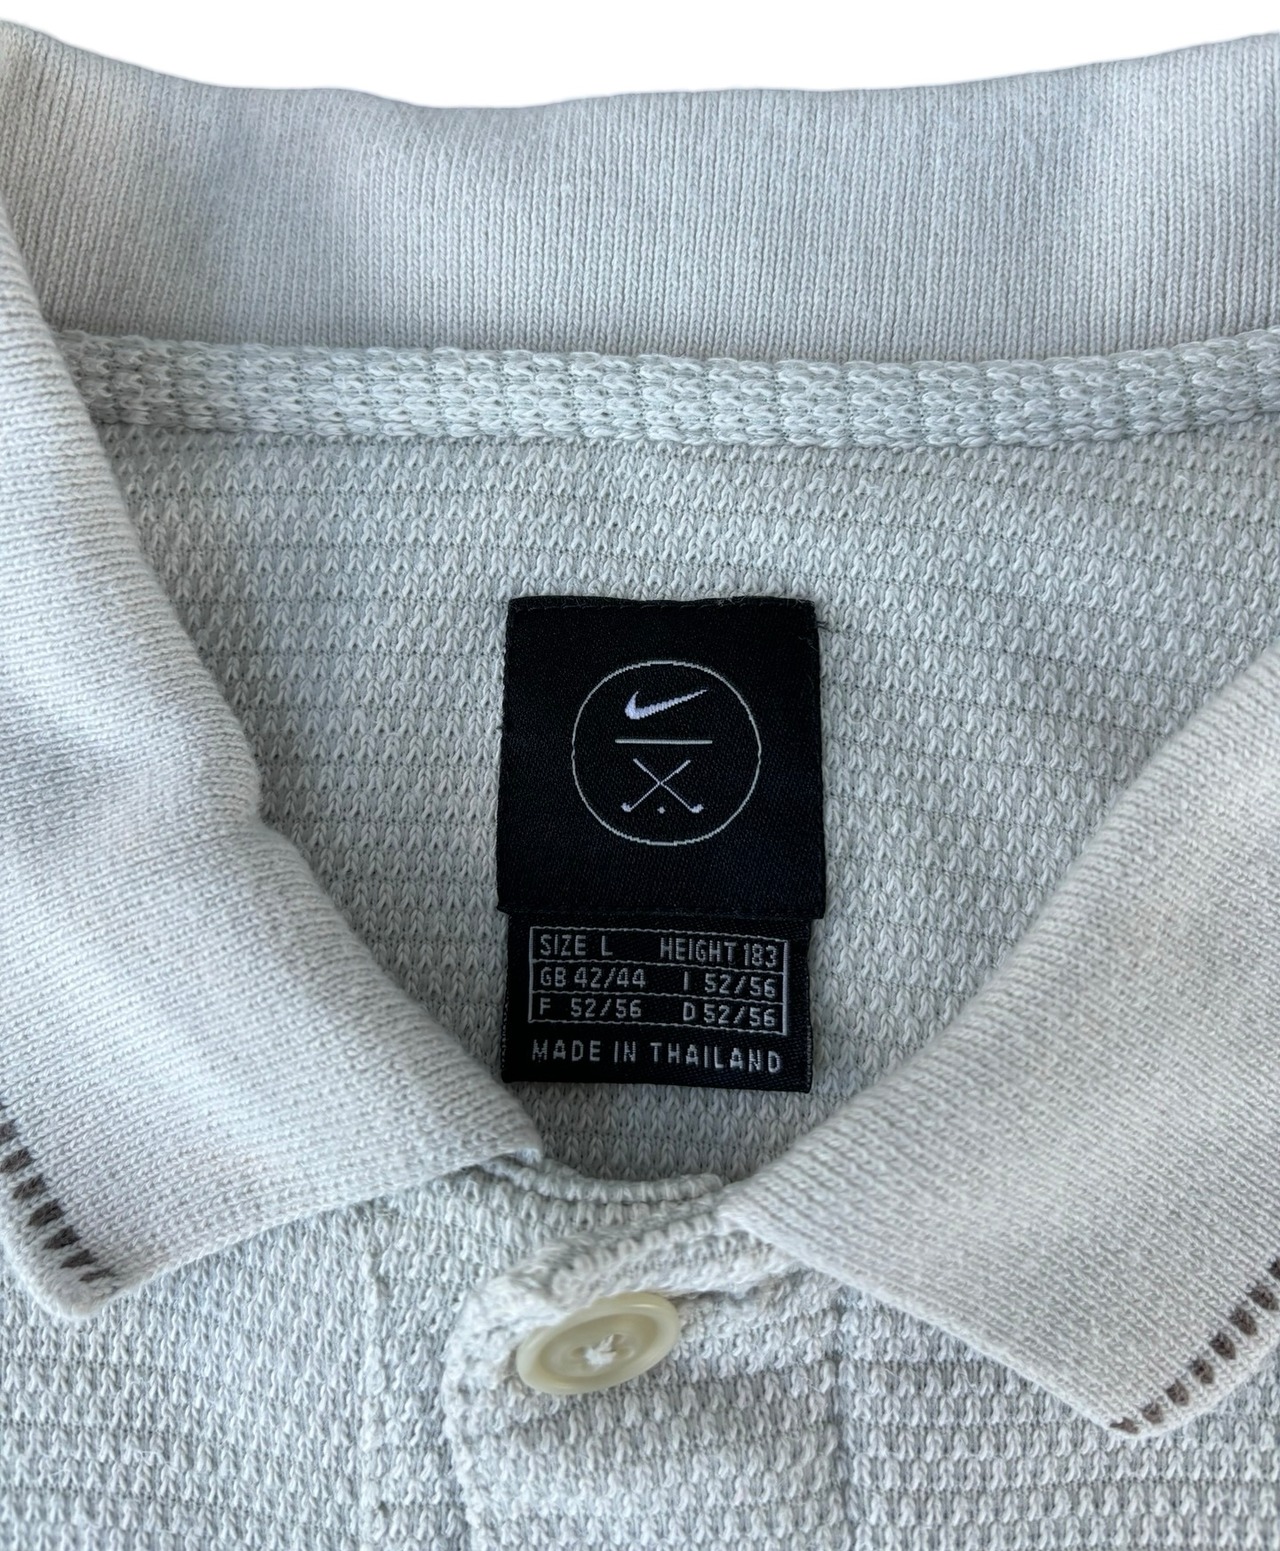 SIZE L HEIGHT 183
GB 42/44 I 52/56
F 52/56 D 52/56
MADE IN THAILAND